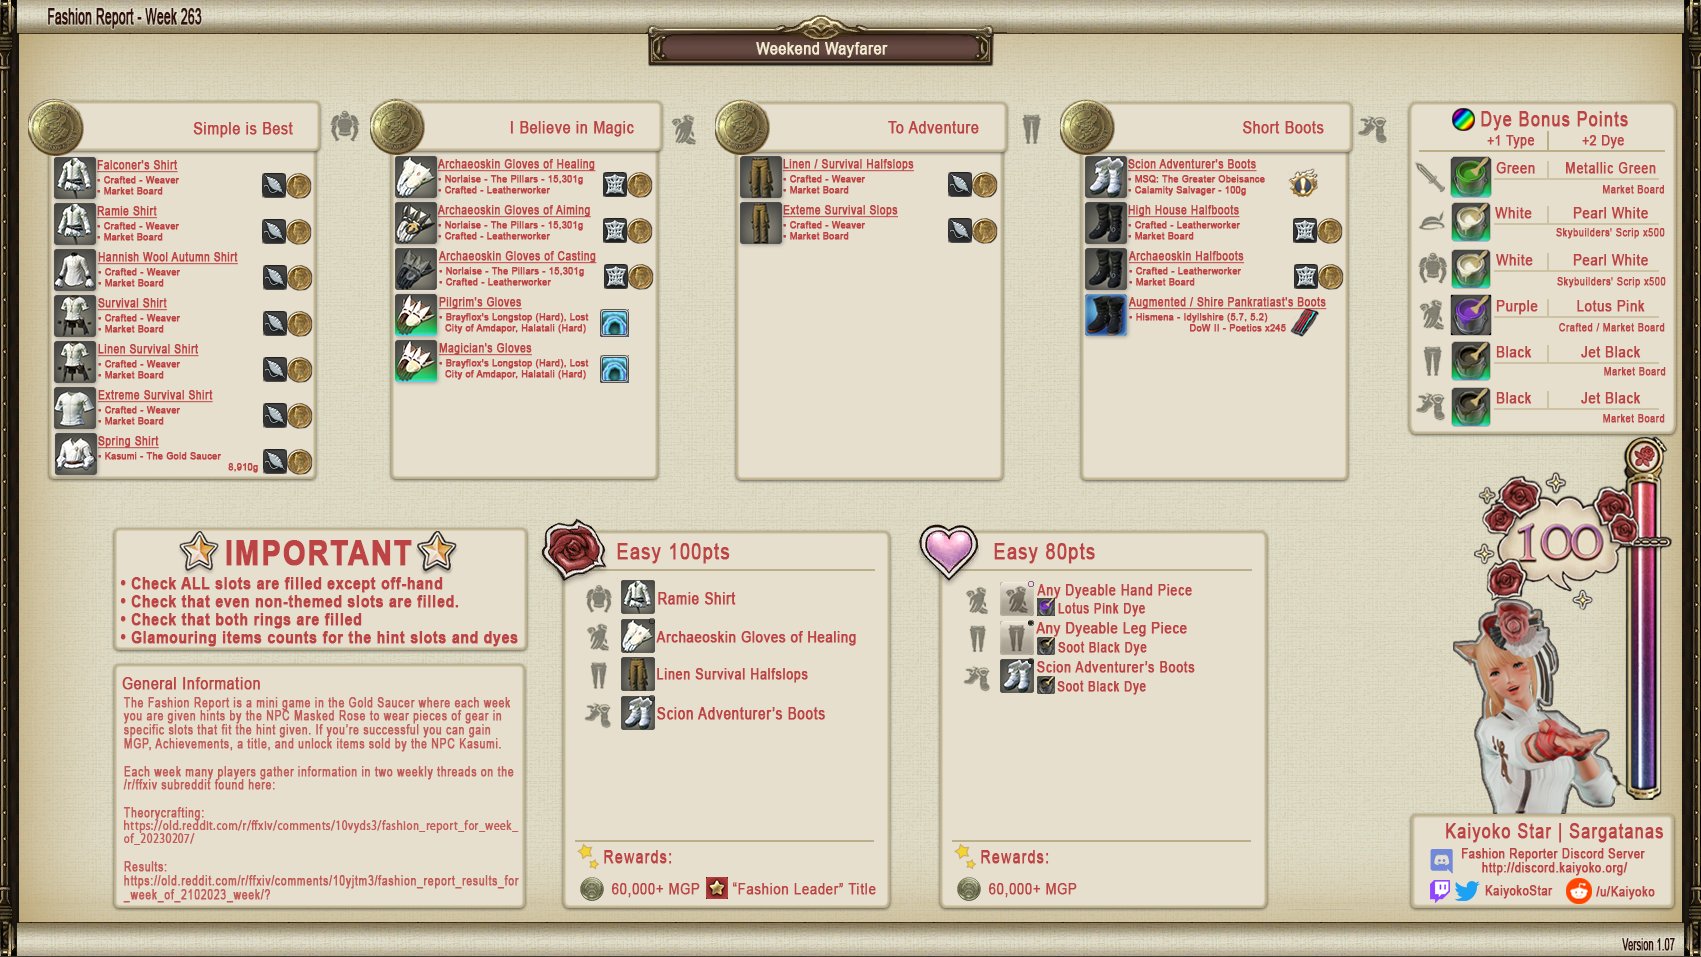 Fashion Report - Week 263
Weekend Wayfarer
Simple is Best
Falconer's Shirt
• Crafted - Weaver
• Market Board
Ramie Shirt
• Crafted - Weaver
• Market Board
Hannish Wool Autumn Shirt
• Crafted - Weaver
• Market Board
Survival Shirt
• Crafted - Weaver
• Market Board
Linen Survival Shirt
• Crafted - Weaver
• Market Board
Extreme Survival Shirt
• Crafted - Weaver
• Market Board
Spring Shirt
• Kasumi - The Gold Saucer
8,910g
I Believe in Magic
Archaeoskin Gloves of Healing
• Norlaise - The Pillars - 15,301g
• Crafted - Leatherworker
Archaeoskin Gloves of Aiming
• Norlaise - The Pillars - 15,301g
• Crafted - Leatherworker
Archaeoskin Gloves of Casting
• Norlaise - The Pillars - 15,301g
• Crafted - Leatherworker
Pilgrim's Gloves
• Brayflox's Longstop (Hard), Lost
City of Amdapor, Halatali (Hard)
Magician's Gloves
• Brayflox's Longstop (Hard), Lost
City of Amdapor, Halatali (Hard)
To Adventure
Linen / Survival Halfslops
• Crafted - Weaver
• Market Board
Exteme Survival Slops
• Crafted - Weaver
• Market Board
Short Boots
Scion Adventurer's Boots
• MSQ: The Greater Obeisance
• Calamity Salvager - 100g
High House Halfboots
• Crafted - Leatherworker
• Market Board
Archaeoskin Halfboots
• Crafted - Leatherworker
• Market Board
Augmented / Shire Pankratiast's Boots
• Hismena - Idyllshire (5.7, 5.2)
DoW II - Poetics x245
Dye Bonus Points
+1 Type | +2 Dye
Green | Metallic Green
Market Board
White | Pearl White
Skybuilders' Scrip x500
White | Pearl White
Skybuilders' Scrip x500
Purple | Lotus Pink
Crafted / Market Board
Black | Jet Black
Market Board
Black | Jet Black
Market Board
IMPORTANT
• Check ALL slots are filled except off-hand
• Check that even non-themed slots are filled.
• Check that both rings are filled
• Glamouring items counts for the hint slots and dyes
General Information
The Fashion Report is a mini game in the Gold Saucer where each week
you are given hints by the NPC Masked Rose to wear pieces of gear in
specific slots that fit the hint given. If you're successful you can gain
MGP, Achievements, a title, and unlock items sold by the NPC Kasumi.
Each week many players gather information in two weekly threads on the
/r/ffxiv subreddit found here:
Theorycrafting:
https://old.reddit.com/r/ffxiv/comments/10vyds3/fashion_report_for_week_
of_20230207/
Results:
https://old.reddit.com/r/ffxiv/comments/10yjtm3/fashion_report_results_for
_week_of_2102023_week/?
Easy 100pts
Ramie Shirt
Archaeoskin Gloves of Healing
Linen Survival Halfslops
Scion Adventurer's Boots
Rewards:
60,000+ MGP "Fashion Leader" Title
Easy 80pts
Any Dyeable Hand Piece
Lotus Pink Dye
Any Dyeable Leg Piece
Soot Black Dye
Scion Adventurer's Boots
Soot Black Dye
Rewards:
60,000+ MGP
100
Kaiyoko Star | Sargatanas
Fashion Reporter Discord Server
http://discord.kaiyoko.org/
KaiyokoStar /u/Kaiyoko
Version 1.07